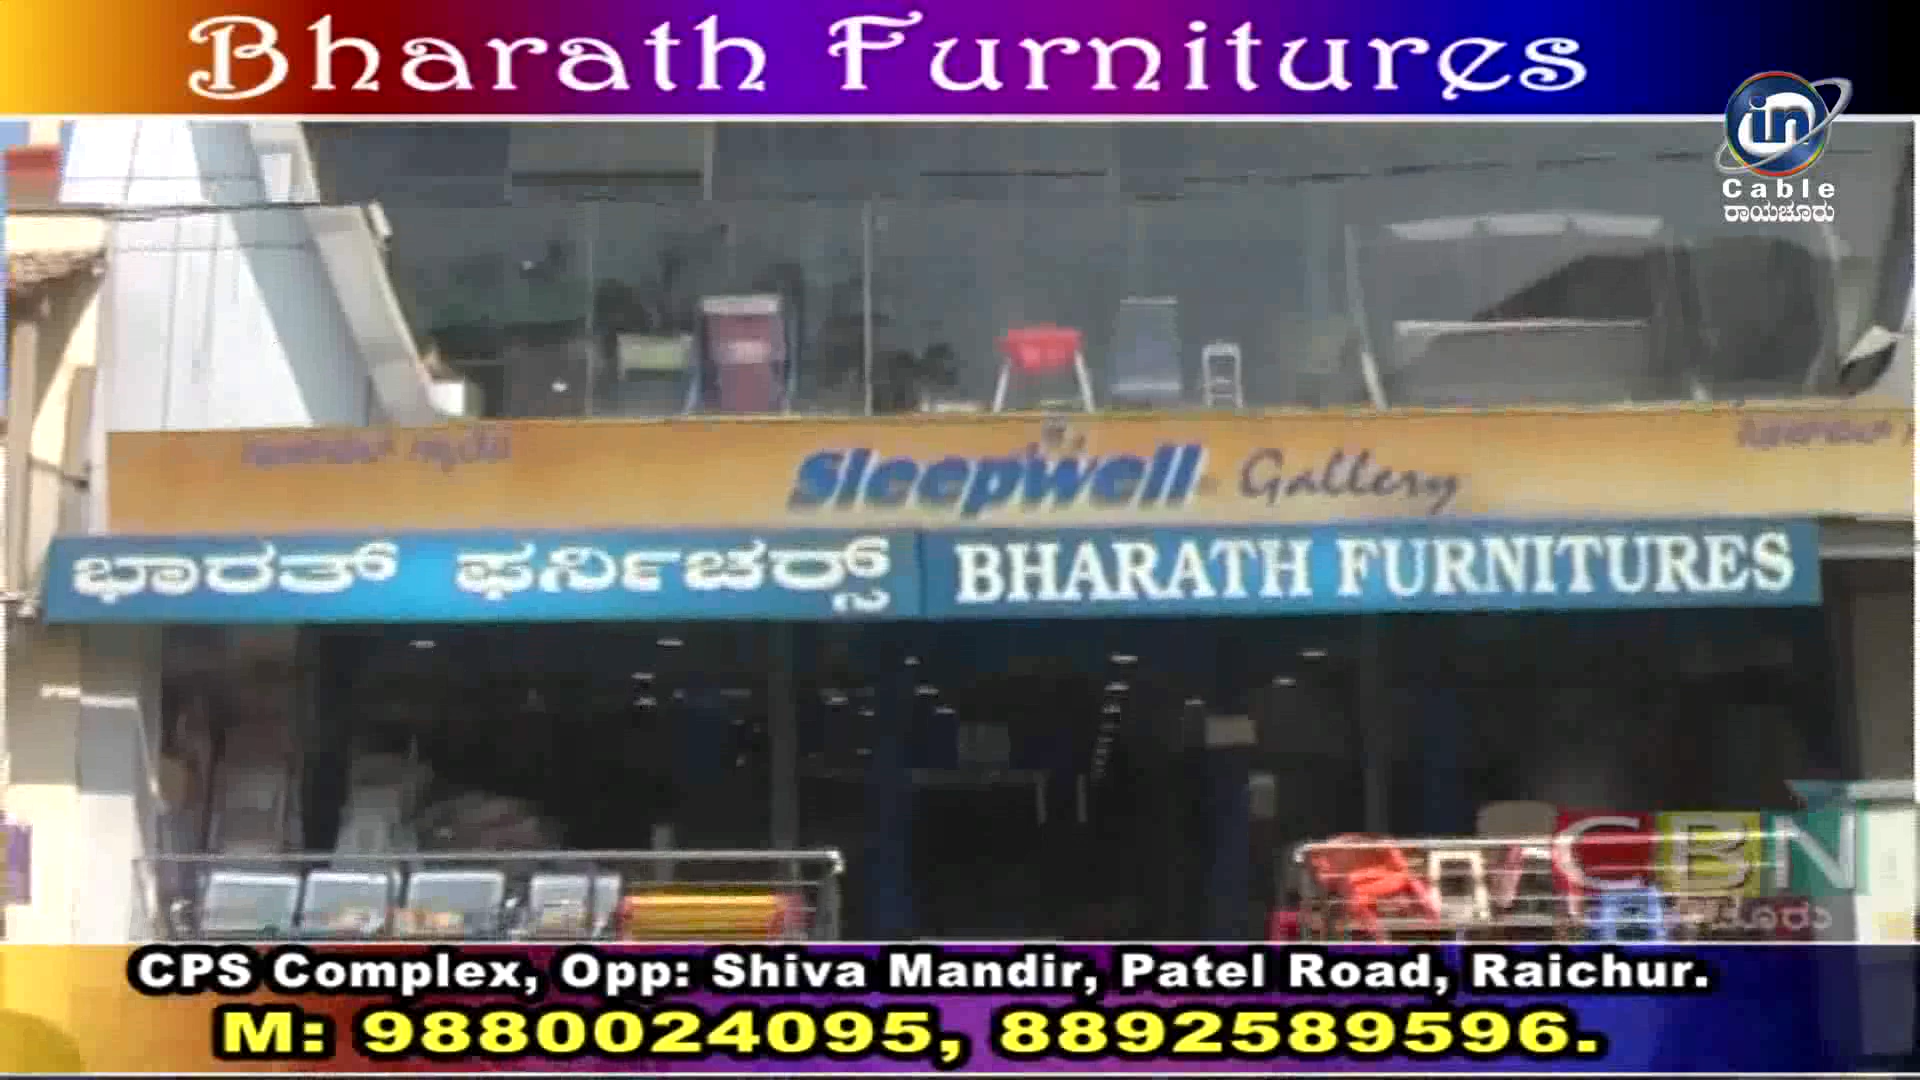 Bharath Furnitures
in
Cable
ರಾಯಚೂರು
Sleepwell Gallery
ಭಾರತ್ ಫರ್ನಿಚರ್ಸ್
BHARATH FURNITURES
CBN
CPS Complex, Opp: Shiva Mandir, Patel Road, Raichur.
M: 9880024095, 8892589596.